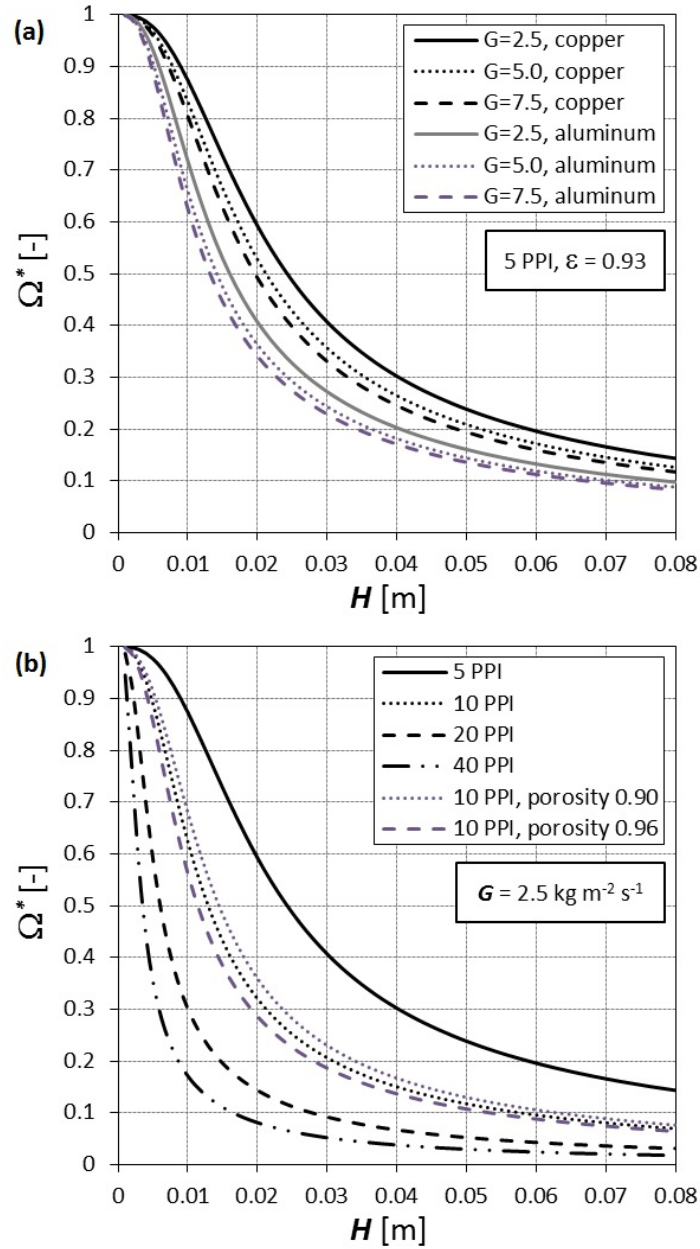 (a)
1
0.9
0.8
0.7
0.6
0.5
0.4
0.3
0.2
0.1
0
Ω* [-]
G=2.5, copper
G=5.0, copper
G=7.5, copper
G=2.5, aluminum
G=5.0, aluminum
G=7.5, aluminum
5 PPI, ε = 0.93
0 0.01 0.02 0.03 0.04 0.05 0.06 0.07 0.08
H [m]
(b)
1
0.9
0.8
0.7
0.6
0.5
0.4
0.3
0.2
0.1
0
Ω* [-]
5 PPI
10 PPI
20 PPI
40 PPI
10 PPI, porosity 0.90
10 PPI, porosity 0.96
G = 2.5 kg m⁻² s⁻¹
0 0.01 0.02 0.03 0.04 0.05 0.06 0.07 0.08
H [m]